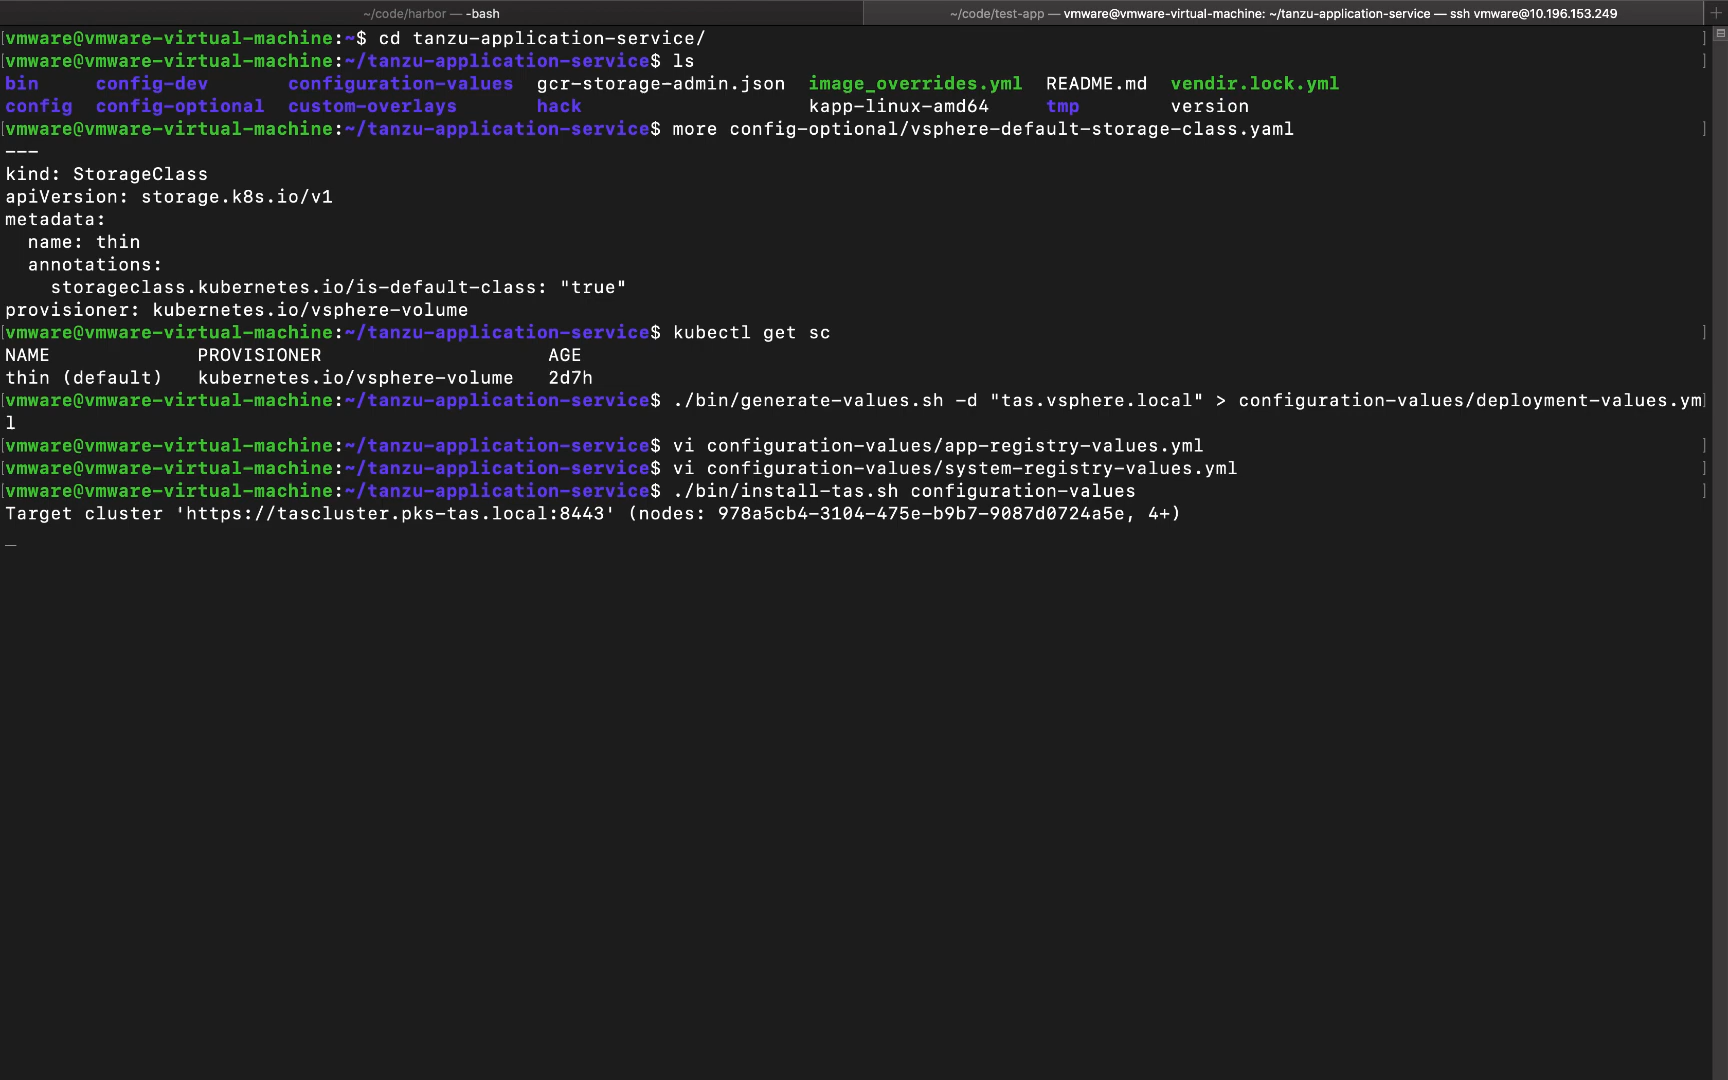 ~/code/harbor — -bash
~/code/test-app — vmware@vmware-virtual-machine: ~/tanzu-application-service — ssh vmware@10.196.153.249
[vmware@vmware-virtual-machine:~$ cd tanzu-application-service/ ]
[vmware@vmware-virtual-machine:~/tanzu-application-service$ ls ]
bin config-dev configuration-values gcr-storage-admin.json image_overrides.yml README.md vendir.lock.yml
config config-optional custom-overlays hack kapp-linux-amd64 tmp version
[vmware@vmware-virtual-machine:~/tanzu-application-service$ more config-optional/vsphere-default-storage-class.yaml ]
---
kind: StorageClass
apiVersion: storage.k8s.io/v1
metadata:
  name: thin
  annotations:
    storageclass.kubernetes.io/is-default-class: "true"
provisioner: kubernetes.io/vsphere-volume
[vmware@vmware-virtual-machine:~/tanzu-application-service$ kubectl get sc ]
NAME PROVISIONER AGE
thin (default) kubernetes.io/vsphere-volume 2d7h
[vmware@vmware-virtual-machine:~/tanzu-application-service$ ./bin/generate-values.sh -d "tas.vsphere.local" > configuration-values/deployment-values.ym]
l
[vmware@vmware-virtual-machine:~/tanzu-application-service$ vi configuration-values/app-registry-values.yml ]
[vmware@vmware-virtual-machine:~/tanzu-application-service$ vi configuration-values/system-registry-values.yml ]
[vmware@vmware-virtual-machine:~/tanzu-application-service$ ./bin/install-tas.sh configuration-values ]
Target cluster 'https://tascluster.pks-tas.local:8443' (nodes: 978a5cb4-3104-475e-b9b7-9087d0724a5e, 4+)